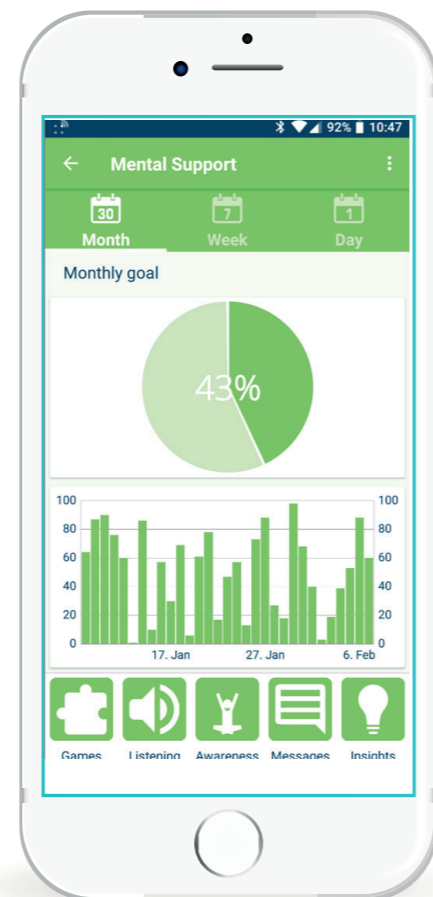 92% 10:47
Mental Support
30 7 1
Month Week Day
Monthly goal
43%
100 100
80 80
60 60
40 40
20 20
0 0
17. Jan 27. Jan 6. Feb
Games Listening Awareness Messages Insights